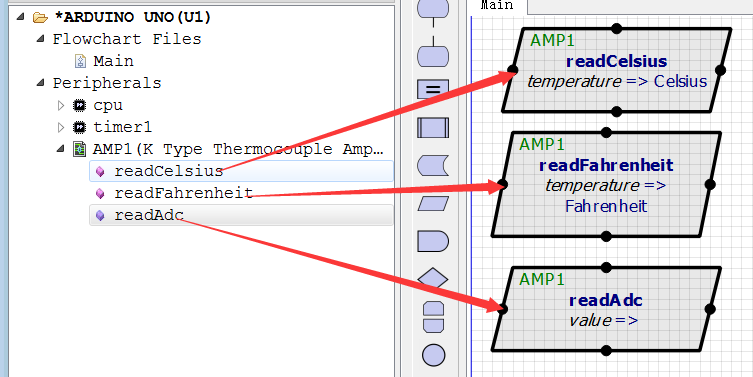 *ARDUINO UNO(U1)
Flowchart Files
Main
Peripherals
cpu
timer1
AMP1(K Type Thermocouple Amp...
readCelsius
readFahrenheit
readAdc
Main
AMP1
readCelsius
temperature => Celsius
AMP1
readFahrenheit
temperature =>
Fahrenheit
AMP1
readAdc
value =>